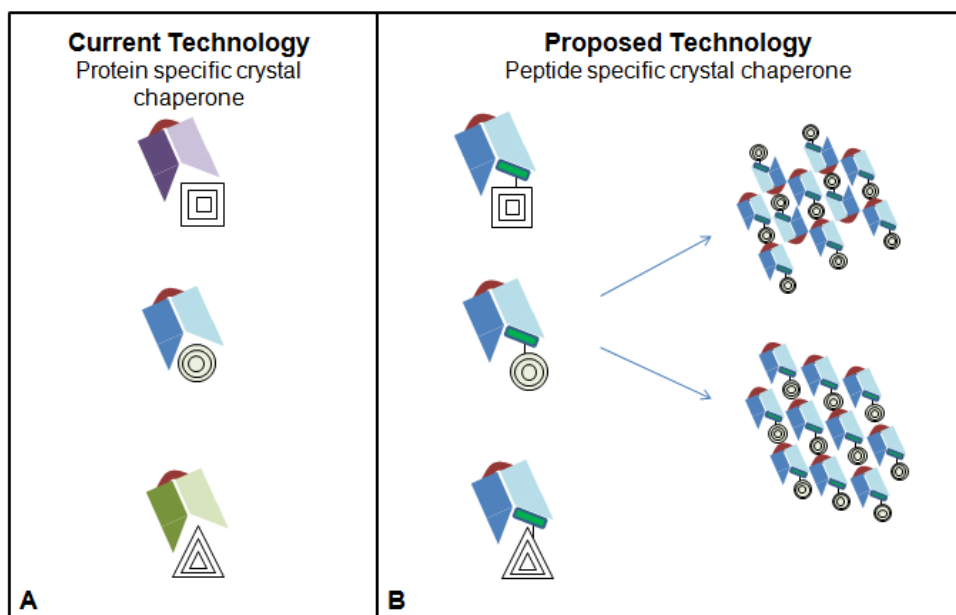 Current Technology
Protein specific crystal
chaperone
A
Proposed Technology
Peptide specific crystal chaperone
B